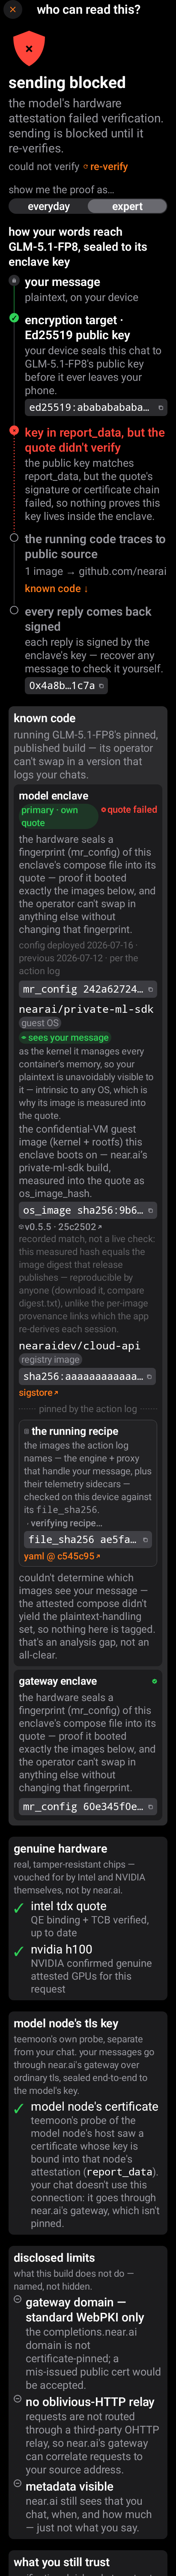 who can read this?
sending blocked
the model's hardware
attestation failed verification.
sending is blocked until it
re-verifies.
could not verify re-verify
show me the proof as…
everyday expert
how your words reach
GLM-5.1-FP8, sealed to its
enclave key
your message
plaintext, on your device
encryption target ·
Ed25519 public key
your device seals this chat to
GLM-5.1-FP8's public key
before it ever leaves your
phone.
ed25519:abababababa…
key in report_data, but the
quote didn't verify
the public key matches
report_data, but the quote's
signature or certificate chain
failed, so nothing proves this
key lives inside the enclave.
the running code traces to
public source
1 image → github.com/nearai
known code ↓
every reply comes back
signed
each reply is signed by the
enclave's key — recover any
message to check it yourself.
0x4a8b…1c7a
known code
running GLM-5.1-FP8's pinned,
published build — its operator
can't swap in a version that
logs your chats.
model enclave
primary · own
quote
quote failed
the hardware seals a
fingerprint (mr_config) of this
enclave's compose file into its
quote — proof it booted
exactly the images below, and
the operator can't swap in
anything else without
changing that fingerprint.
config deployed 2026-07-16 ·
previous 2026-07-12 · per the
action log
mr_config 242a62724…
nearai/private-ml-sdk
guest OS
sees your message
as the kernel it manages every
container's memory, so your
plaintext is unavoidably visible to
it — intrinsic to any OS, which is
why its image is measured into
the quote.
the confidential-VM guest
image (kernel + rootfs) this
enclave boots on — near.ai's
private-ml-sdk build,
measured into the quote as
os_image_hash.
os_image sha256:9b6…
v0.5.5 · 25c2502↗
recorded match, not a live check:
this measured hash equals the
image digest that release
publishes — reproducible by
anyone (download it, compare
digest.txt), unlike the per-image
provenance links which the app
re-derives each session.
nearaidev/cloud-api
registry image
sha256:aaaaaaaaaaaa…
sigstore↗
pinned by the action log
the running recipe
the images the action log
names — the engine + proxy
that handle your message, plus
their telemetry sidecars —
checked on this device against
its file_sha256.
· verifying recipe…
file_sha256 ae5fa…
yaml @ c545c95↗
couldn't determine which
images see your message —
the attested compose didn't
yield the plaintext-handling
set, so nothing here is tagged.
that's an analysis gap, not an
all-clear.
gateway enclave
the hardware seals a
fingerprint (mr_config) of this
enclave's compose file into its
quote — proof it booted
exactly the images below, and
the operator can't swap in
anything else without
changing that fingerprint.
mr_config 60e345f0e…
genuine hardware
real, tamper-resistant chips —
vouched for by Intel and NVIDIA
themselves, not by near.ai.
intel tdx quote
QE binding + TCB verified,
up to date
nvidia h100
NVIDIA confirmed genuine
attested GPUs for this
request
model node's tls key
teemoon's own probe, separate
from your chat. your messages go
through near.ai's gateway over
ordinary tls, sealed end-to-end to
the model's key.
model node's certificate
teemoon's probe of the
model node's host saw a
certificate whose key is
bound into that node's
attestation (report_data).
your chat doesn't use this
connection: it goes through
near.ai's gateway, which isn't
pinned.
disclosed limits
what this build does not do —
named, not hidden.
gateway domain —
standard WebPKI only
the completions.near.ai
domain is not
certificate-pinned; a
mis-issued public cert would
be accepted.
no oblivious-HTTP relay
requests are not routed
through a third-party OHTTP
relay, so near.ai's gateway
can correlate requests to
your source address.
metadata visible
near.ai still sees that you
chat, when, and how much
— just not what you say.
what you still trust